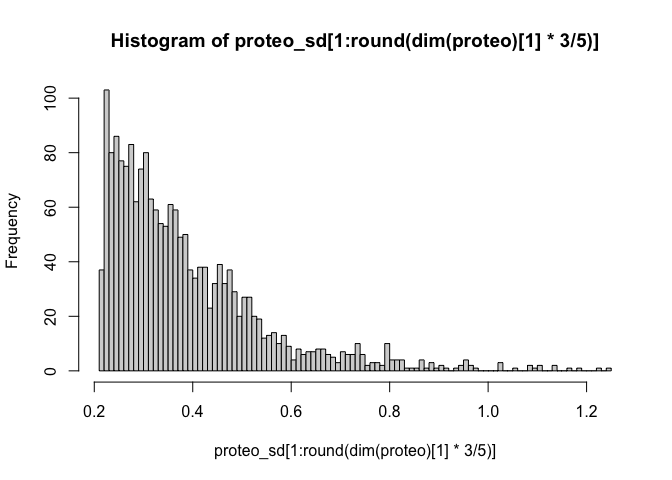 Histogram of proteo_sd[1:round(dim(proteo)[1] * 3/5)]
Frequency
100
80
60
40
20
0
0.2 0.4 0.6 0.8 1.0 1.2
proteo_sd[1:round(dim(proteo)[1] * 3/5)]